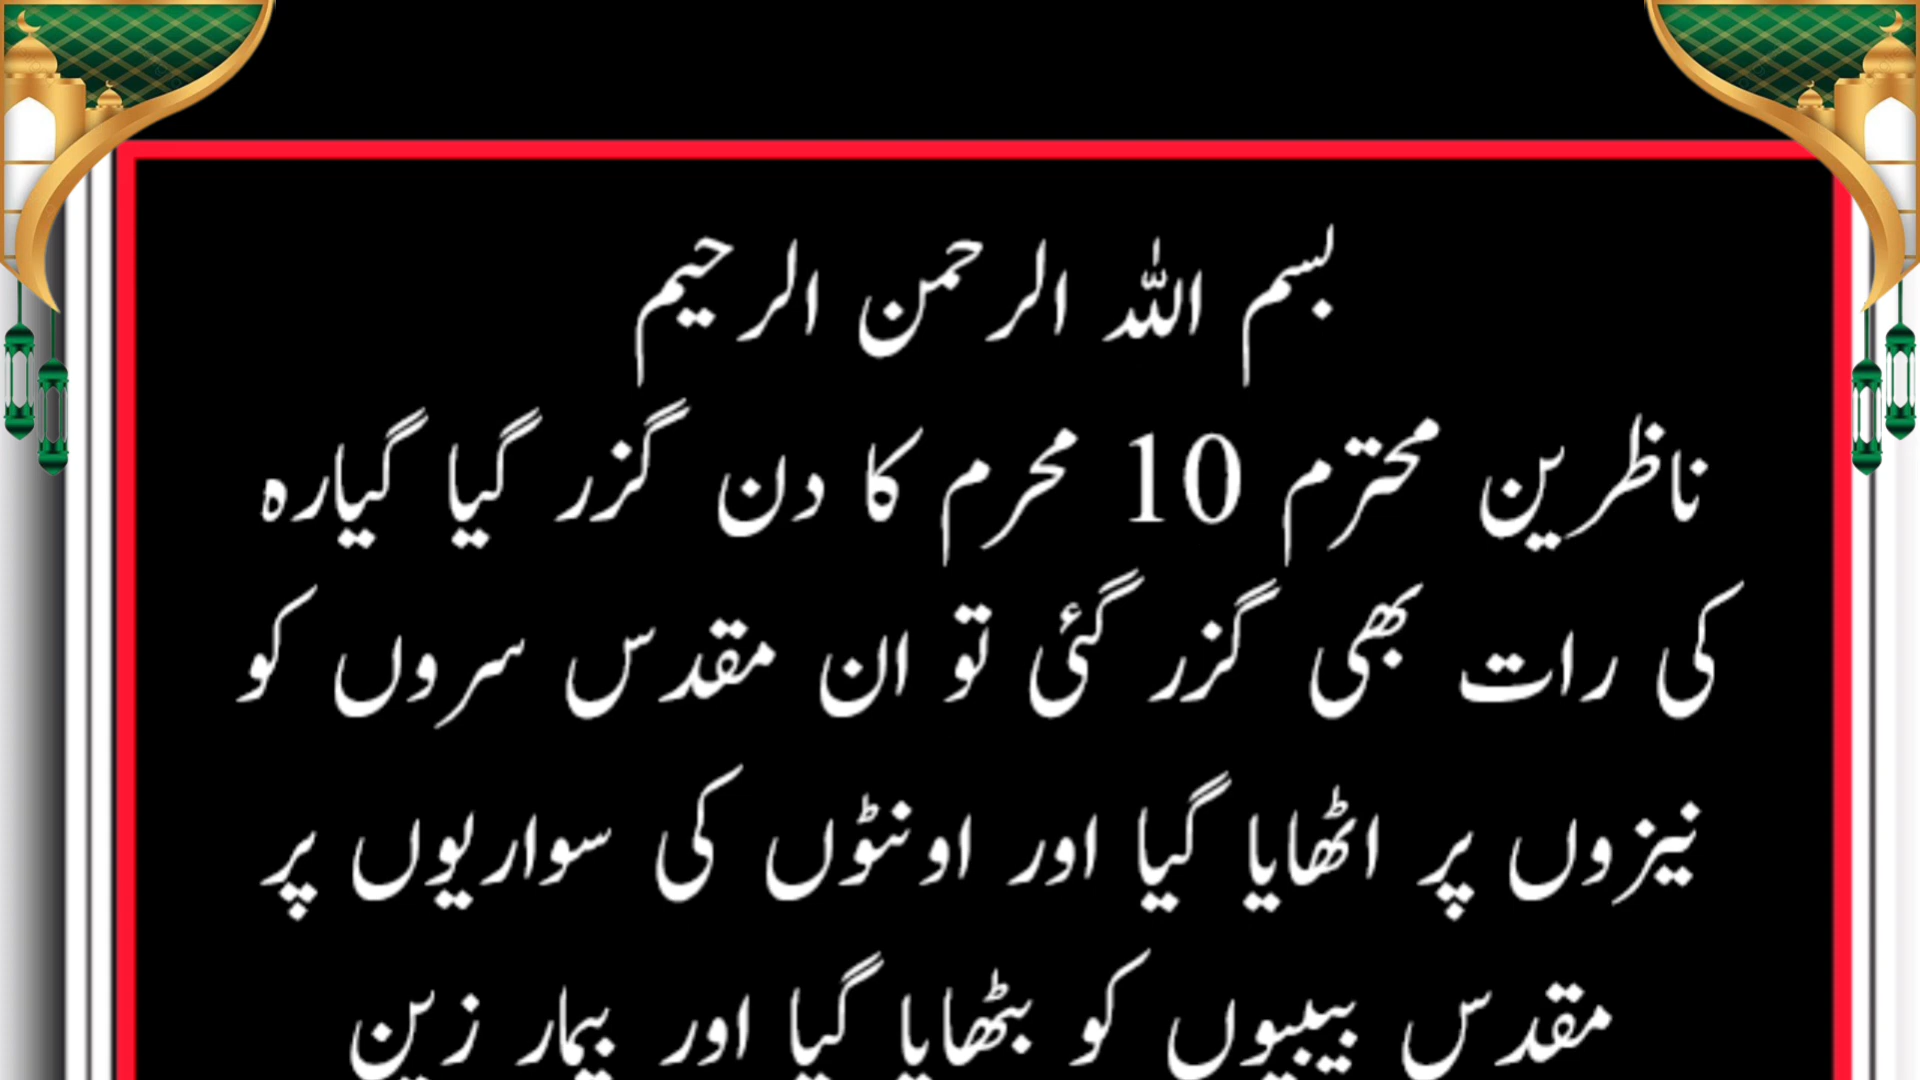 بسم اللہ الرحمن الرحیم
ناظرین محترم 10 محرم کا دن گزر گیا گیارہ
کی رات بھی گزر گئی تو ان مقدس سروں کو
نیزوں پر اٹھایا گیا اور اونٹوں کی سواریوں پر
مقدس بیبیوں کو بٹھایا گیا اور بیمار زین